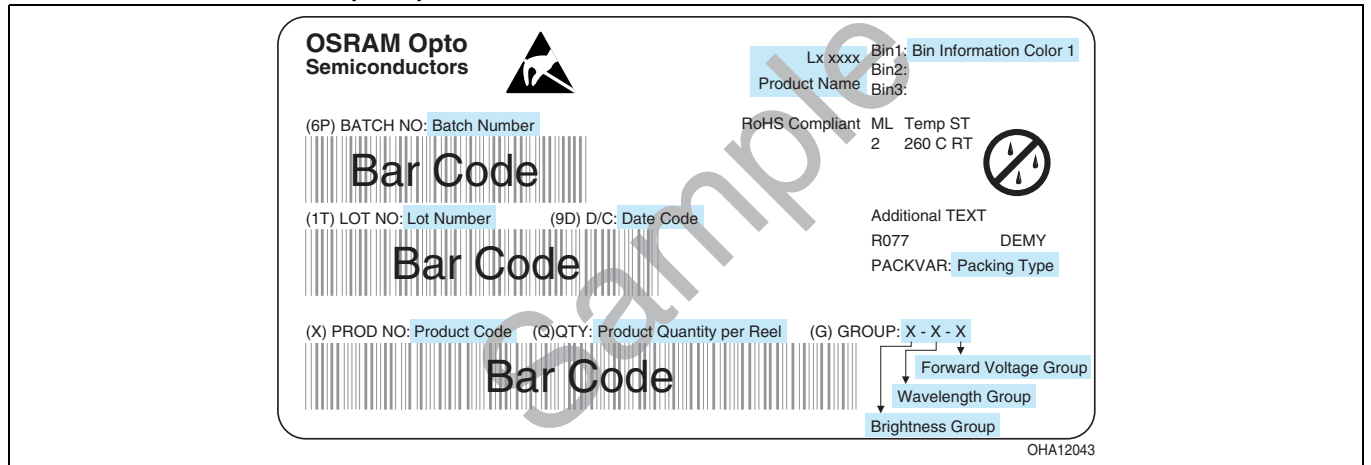 OSRAM Opto
Semiconductors
Lx xxxx
Product Name
Bin1: Bin Information Color 1
Bin2:
Bin3:
(6P) BATCH NO: Batch Number
Bar Code
RoHS Compliant ML Temp ST
2 260 C RT
(1T) LOT NO: Lot Number (9D) D/C: Date Code
Bar Code
Additional TEXT
R077 DEMY
PACKVAR: Packing Type
(X) PROD NO: Product Code (Q)QTY: Product Quantity per Reel (G) GROUP: X - X - X
Bar Code
Forward Voltage Group
Wavelength Group
Brightness Group
Sample
OHA12043